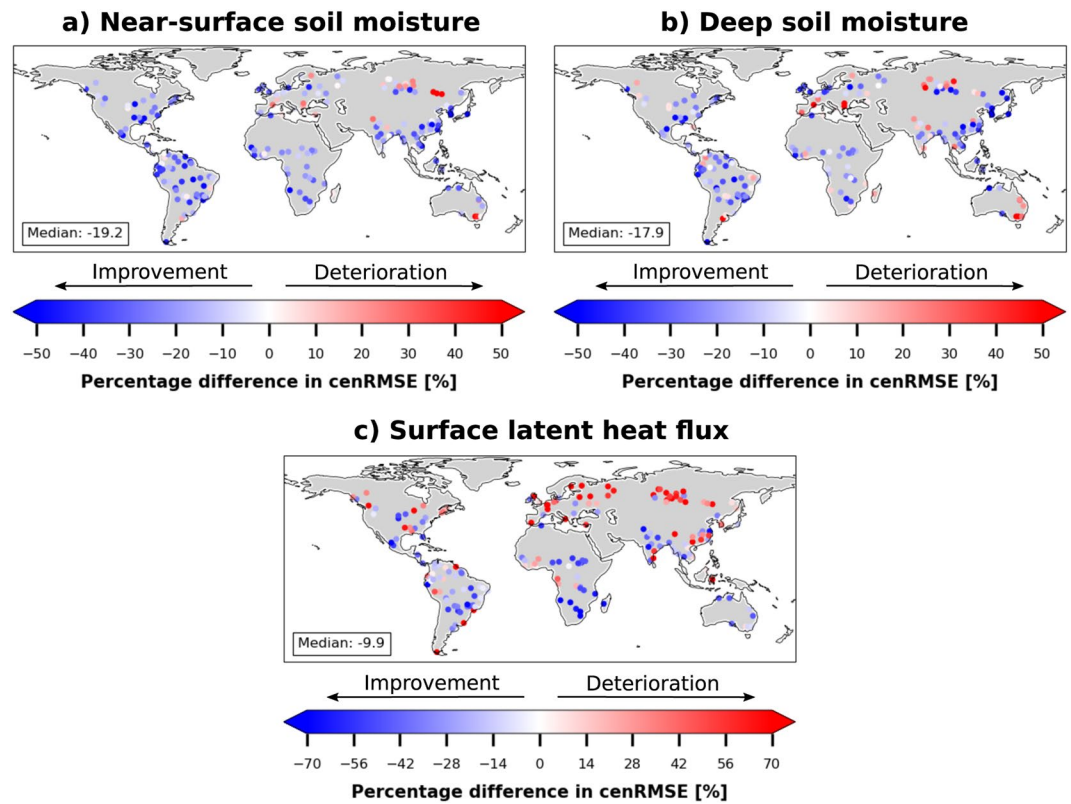 a) Near-surface soil moisture
b) Deep soil moisture
Median: -19.2
Median: -17.9
Improvement
Deterioration
Improvement
Deterioration
−50 −40 −30 −20 −10 0 10 20 30 40 50
−50 −40 −30 −20 −10 0 10 20 30 40 50
Percentage difference in cenRMSE [%]
Percentage difference in cenRMSE [%]
c) Surface latent heat flux
Median: -9.9
Improvement
Deterioration
−70 −56 −42 −28 −14 0 14 28 42 56 70
Percentage difference in cenRMSE [%]